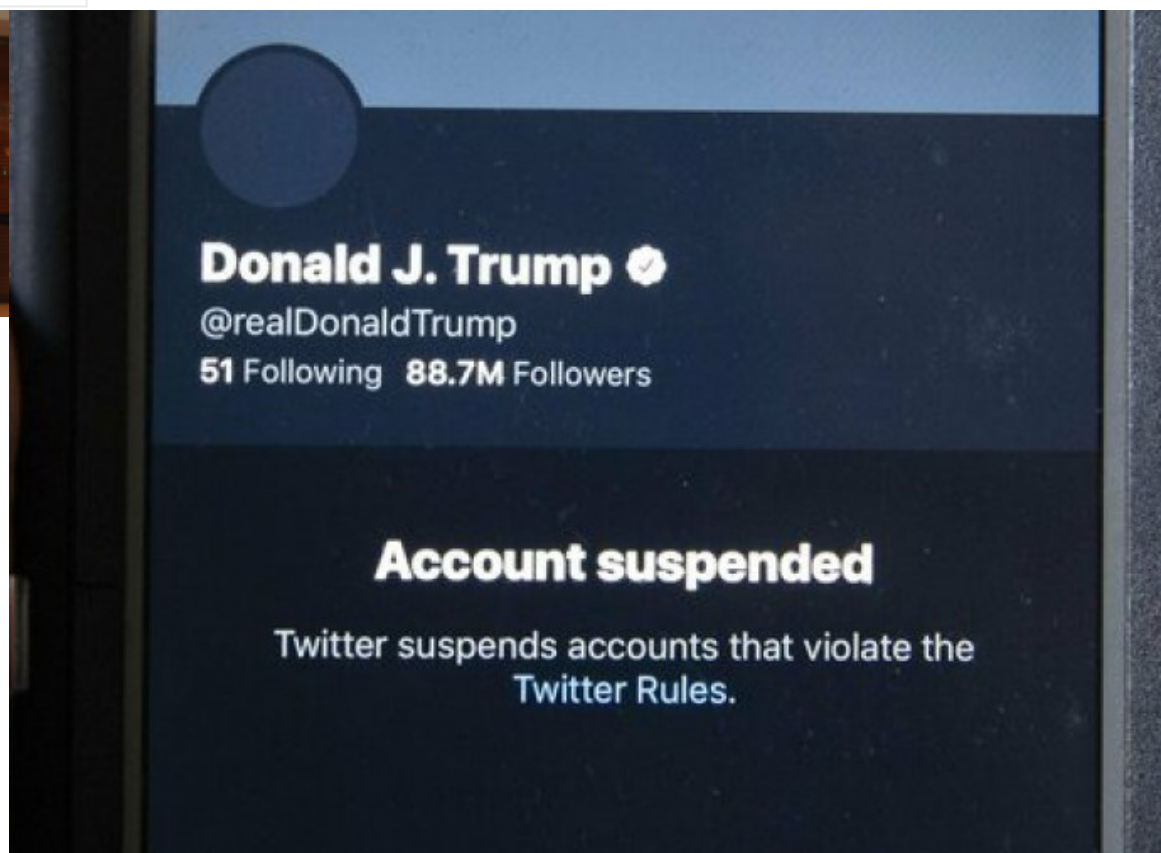 Donald J. Trump
@realDonaldTrump
51 Following 88.7M Followers
Account suspended
Twitter suspends accounts that violate the
Twitter Rules.